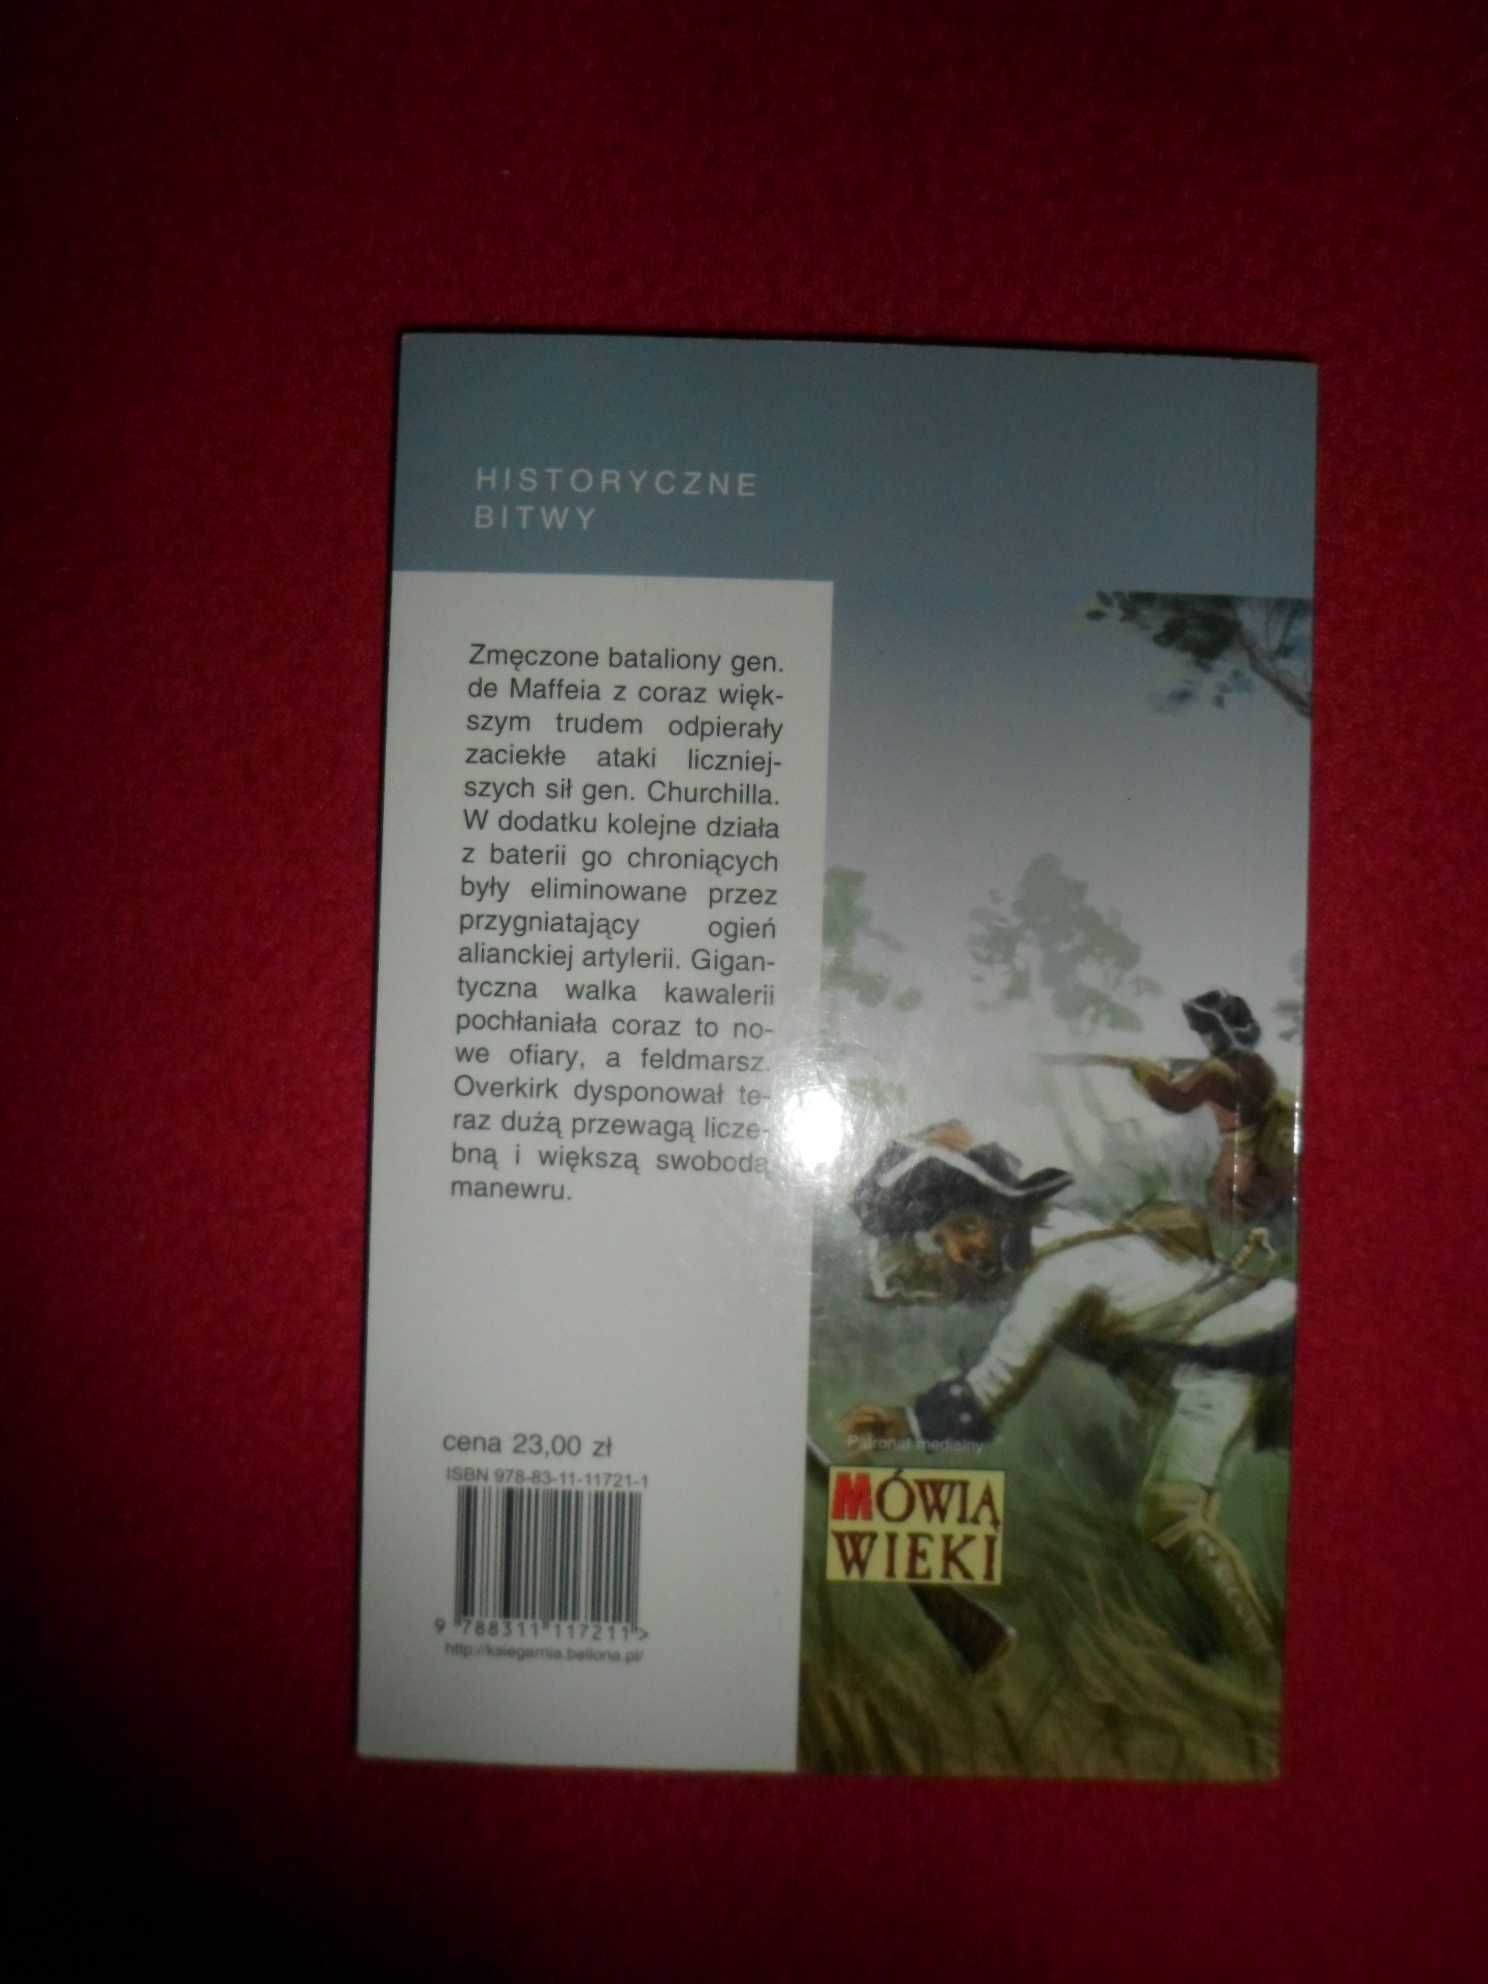 HISTORYCZNE
BITWY
Zmęczone bataliony gen.
de Maffeia z coraz więk-
szym trudem odpierały
zaciekłe ataki liczniej-
szych sił gen. Churchilla.
W dodatku kolejne działa
z baterii go chroniących
były eliminowane przez
przygniatający ogień
alianckiej artylerii. Gigan-
tyczna walka kawalerii
pochłaniała coraz to no-
we ofiary, a feldmarsz.
Overkirk dysponował te-
raz dużą przewagą licze-
bną i większą swobodą
manewru.
cena 23,00 zł
ISBN 978-83-11-11721-1
9 788311 117211 >
http://ksiegarnia.bellona.pl/
Patronat medialny
MÓWIĄ
WIEKI